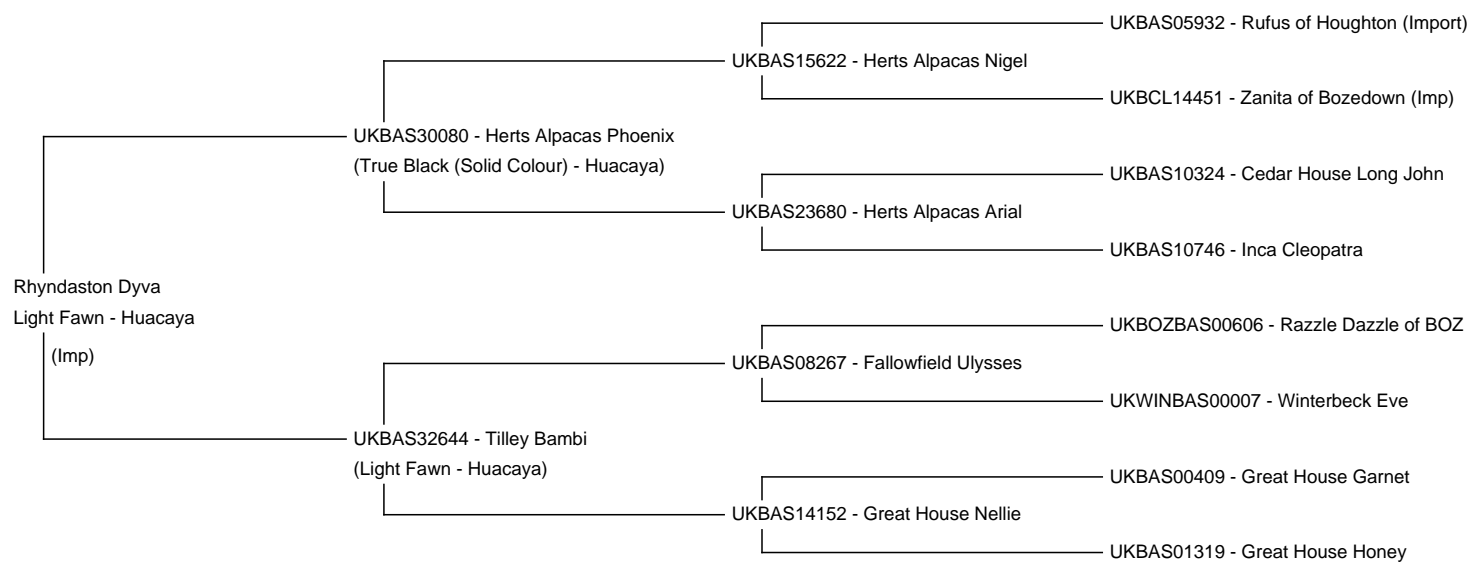 UKBAS05932 - Rufus of Houghton (Import)
UKBAS15622 - Herts Alpacas Nigel
UKBCL14451 - Zanita of Bozedown (Imp)
UKBAS30080 - Herts Alpacas Phoenix
(True Black (Solid Colour) - Huacaya)
UKBAS10324 - Cedar House Long John
UKBAS23680 - Herts Alpacas Arial
UKBAS10746 - Inca Cleopatra
Rhyndaston Dyva
Light Fawn - Huacaya
(Imp)
UKBOZBAS00606 - Razzle Dazzle of BOZ
UKBAS08267 - Fallowfield Ulysses
UKWINBAS00007 - Winterbeck Eve
UKBAS32644 - Tilley Bambi
(Light Fawn - Huacaya)
UKBAS00409 - Great House Garnet
UKBAS14152 - Great House Nellie
UKBAS01319 - Great House Honey